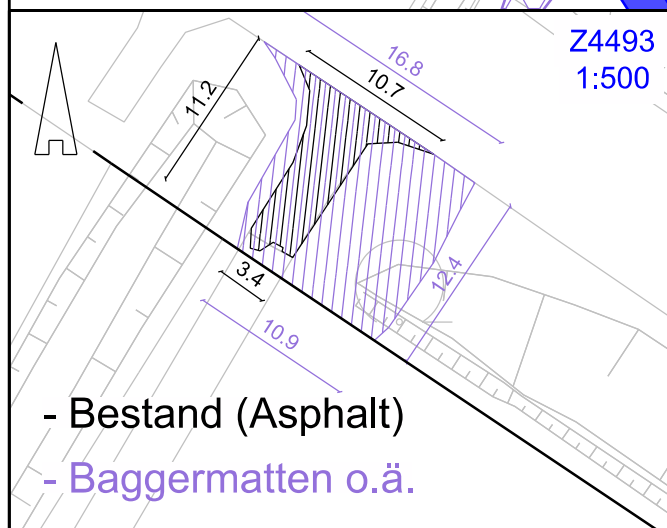 Z4493
1:500
16.8
10.7
11.2
12.4
3.4
10.9
- Bestand (Asphalt)
- Baggermatten o.ä.